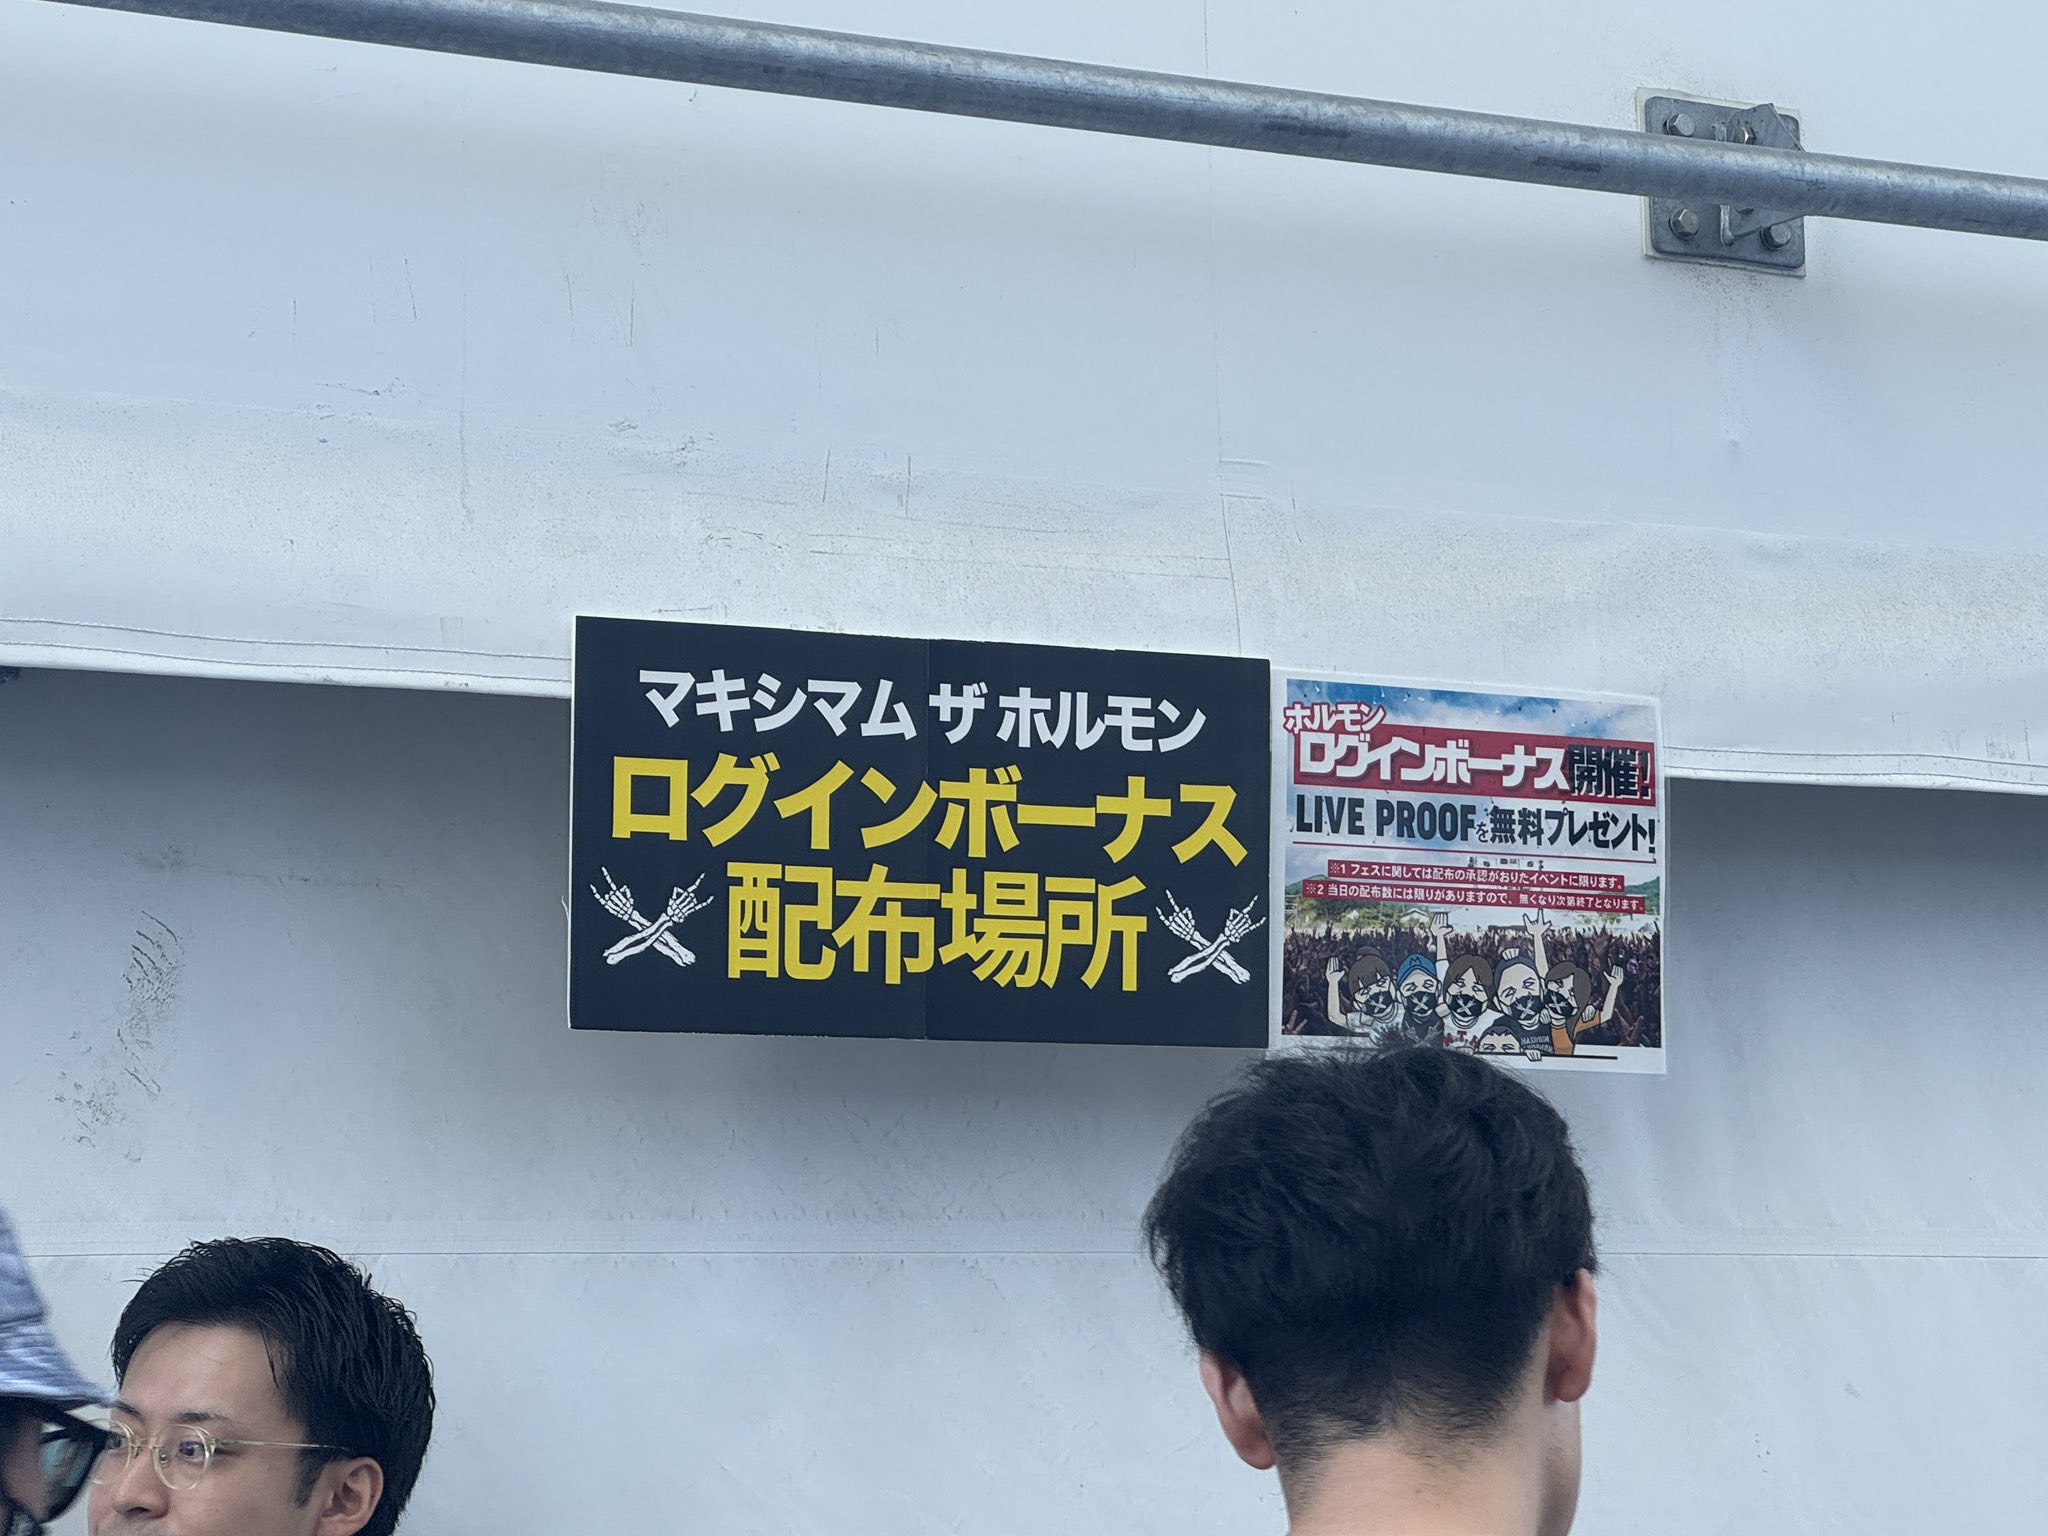 マキシマム ザ ホルモン
ログインボーナス
配布場所
ホルモン
ログインボーナス開催!
LIVE PROOFを無料プレゼント!
※1 フェスに関しては配布の承認がおりたイベントに限ります。
※2 当日の配布数には限りがありますので、無くなり次第終了となります。